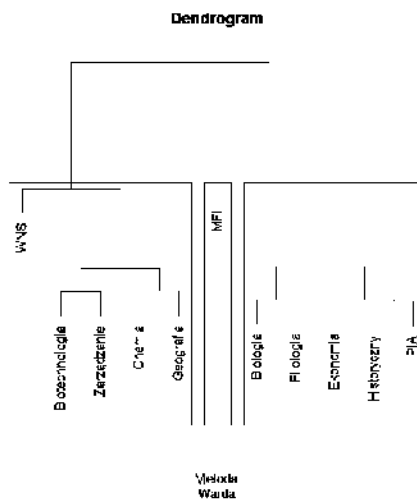 Dendrogram
WNS
MFI
Biotechnologia
Zarządzanie
Chemia
Geografia
Biologia
Filologia
Ekonomia
Historyczny
PiA
Metoda
Warda